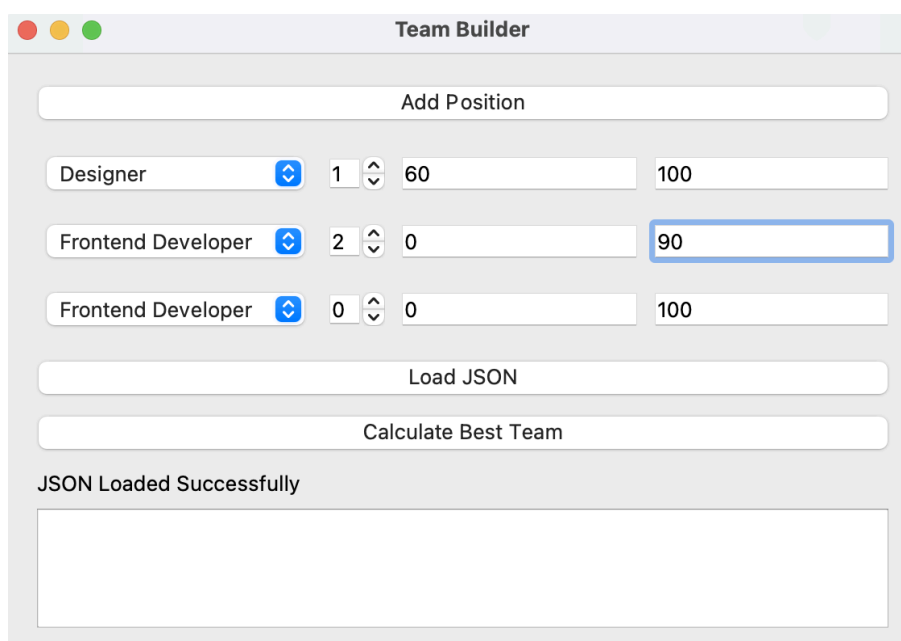 Team Builder
Add Position
Designer 1 60 100
Frontend Developer 2 0 90
Frontend Developer 0 0 100
Load JSON
Calculate Best Team
JSON Loaded Successfully